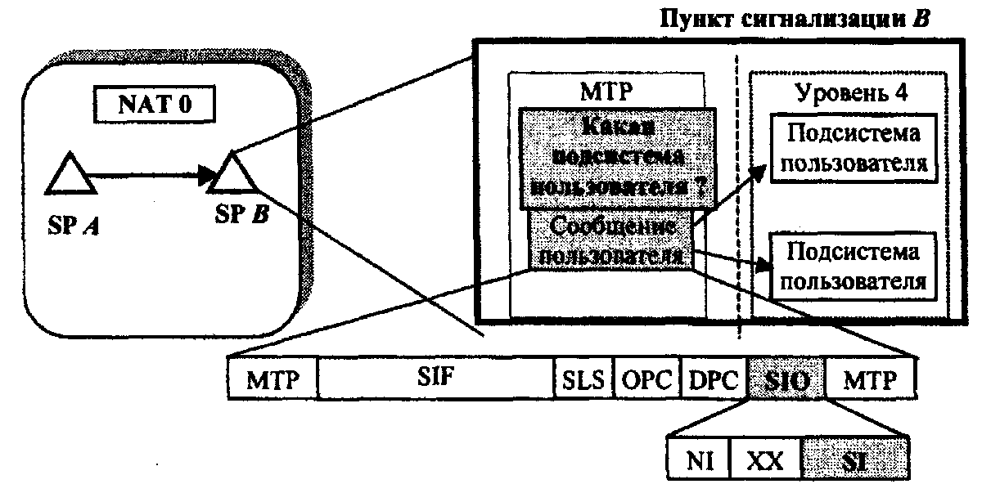 Пункт сигнализации B
NAT 0
SP A
SP B
MTP
Какая
подсистема
пользователя ?
Сообщение
пользователя
Уровень 4
Подсистема
пользователя
Подсистема
пользователя
MTP SIF SLS OPC DPC SIO MTP
NI XX SI